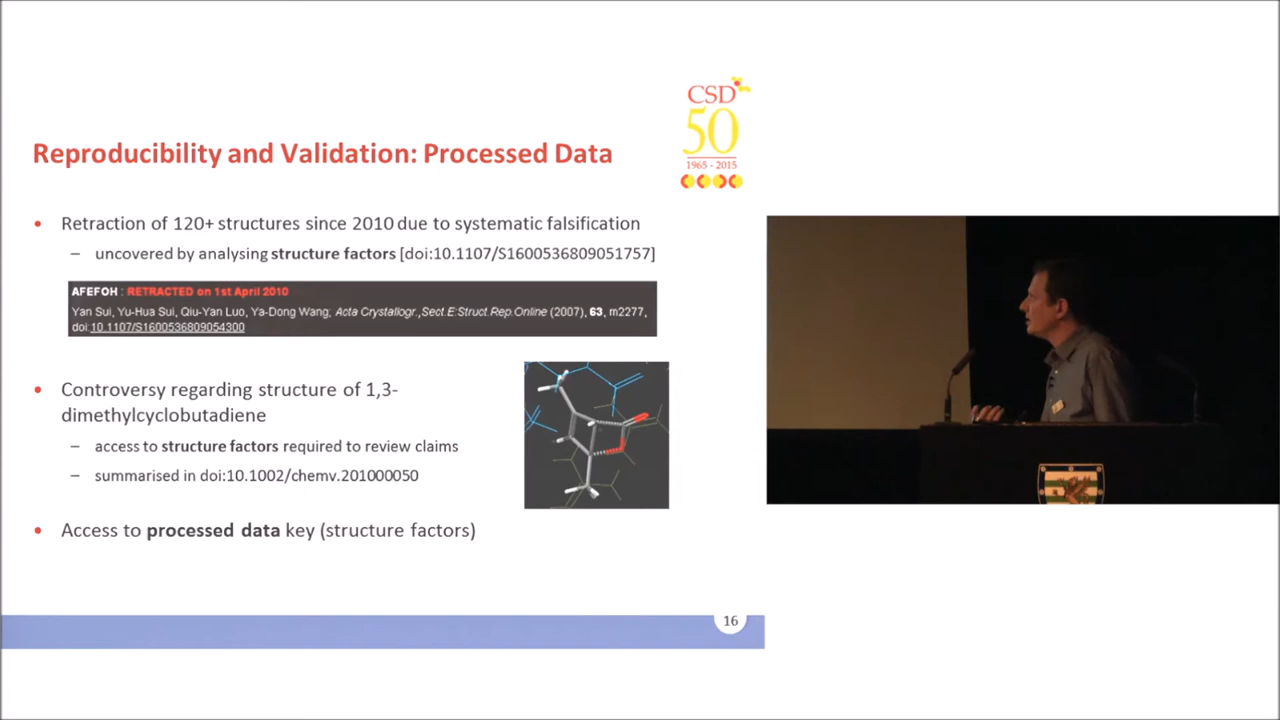 CSD
50
1965 - 2015
Reproducibility and Validation: Processed Data
• Retraction of 120+ structures since 2010 due to systematic falsification
– uncovered by analysing structure factors [doi:10.1107/S1600536809051757]
AFEFOH : RETRACTED on 1st April 2010
Yan Sui, Yu-Hua Sui, Qiu-Yan Luo, Ya-Dong Wang; Acta Crystallogr.,Sect.E:Struct.Rep.Online (2007), 63, m2277,
doi:10.1107/S1600536809054300
• Controversy regarding structure of 1,3-
dimethylcyclobutadiene
– access to structure factors required to review claims
– summarised in doi:10.1002/chemv.201000050
• Access to processed data key (structure factors)
16